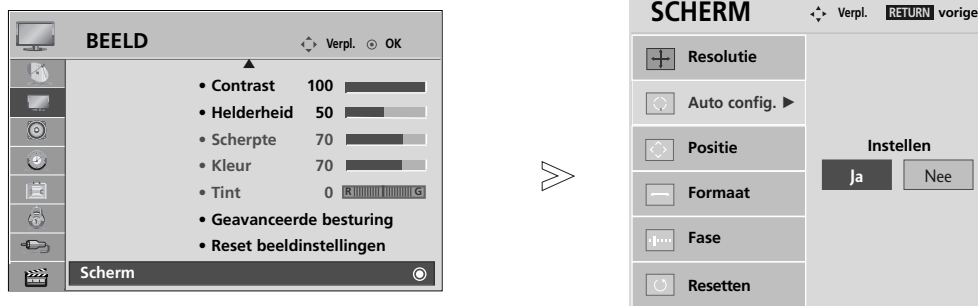 BEELD Verpl. OK
• Contrast 100
• Helderheid 50
• Scherpte 70
• Kleur 70
• Tint 0 R G
• Geavanceerde besturing
• Reset beeldinstellingen
Scherm
SCHERM Verpl. RETURN vorige
Resolutie
Auto config. ►
Positie
Formaat
Fase
Resetten
Instellen
Ja Nee